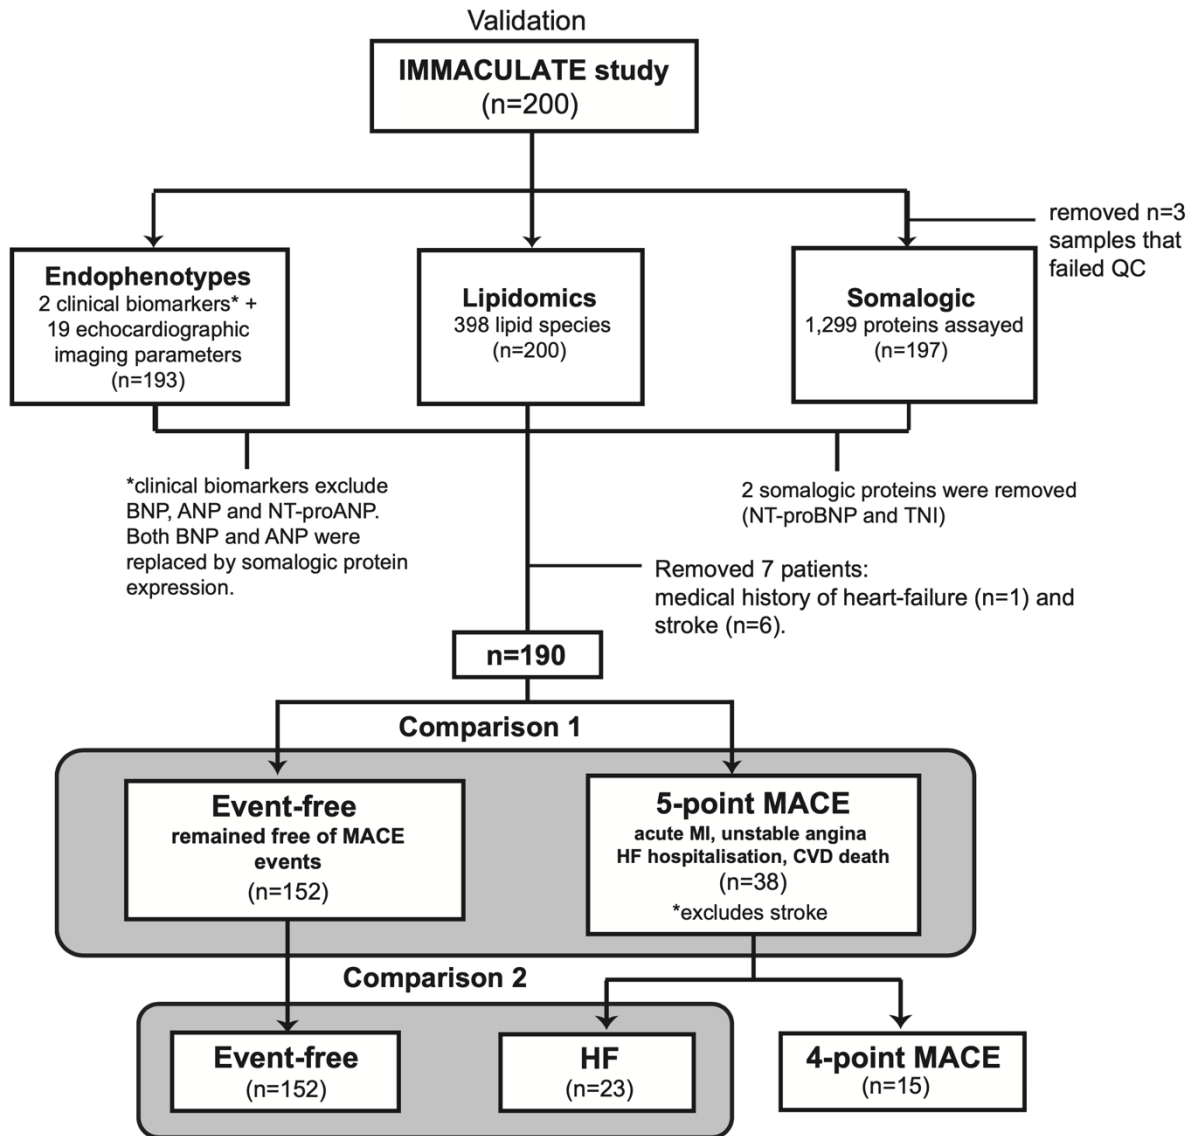 Validation
IMMACULATE study
(n=200)
removed n=3
samples that
failed QC
Endophenotypes
2 clinical biomarkers* +
19 echocardiographic
imaging parameters
(n=193)
Lipidomics
398 lipid species
(n=200)
Somalogic
1,299 proteins assayed
(n=197)
*clinical biomarkers exclude
BNP, ANP and NT-proANP.
Both BNP and ANP were
replaced by somalogic protein
expression.
2 somalogic proteins were removed
(NT-proBNP and TNI)
Removed 7 patients:
medical history of heart-failure (n=1) and
stroke (n=6).
n=190
Comparison 1
Event-free
remained free of MACE
events
(n=152)
5-point MACE
acute MI, unstable angina
HF hospitalisation, CVD death
(n=38)
*excludes stroke
Comparison 2
Event-free
(n=152)
HF
(n=23)
4-point MACE
(n=15)